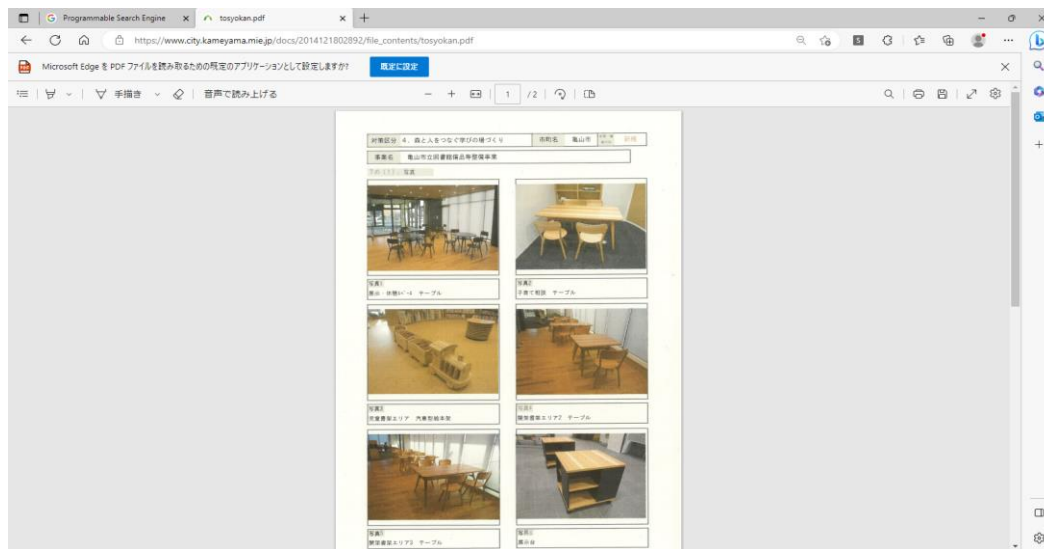 Programmable Search Engine
tosyokan.pdf
https://www.city.kameyama.mie.jp/docs/2014121802892/file_contents/tosyokan.pdf
Microsoft Edge を PDF ファイルを読み取るための既定のアプリケーションとして設定しますか?
既定に設定
手描き
音声で読み上げる
1 /2
対策区分 4. 森と人をつなぐ学びの場づくり
市町名 亀山市
事業名 亀山市立図書館備品等整備事業
写真
写真1
展示・休憩 テーブル
写真2
子育て相談 テーブル
写真3
児童書架エリア 汽車型絵本架
写真4
開架書架エリア2 テーブル
写真5
開架書架エリア3 テーブル
展示台